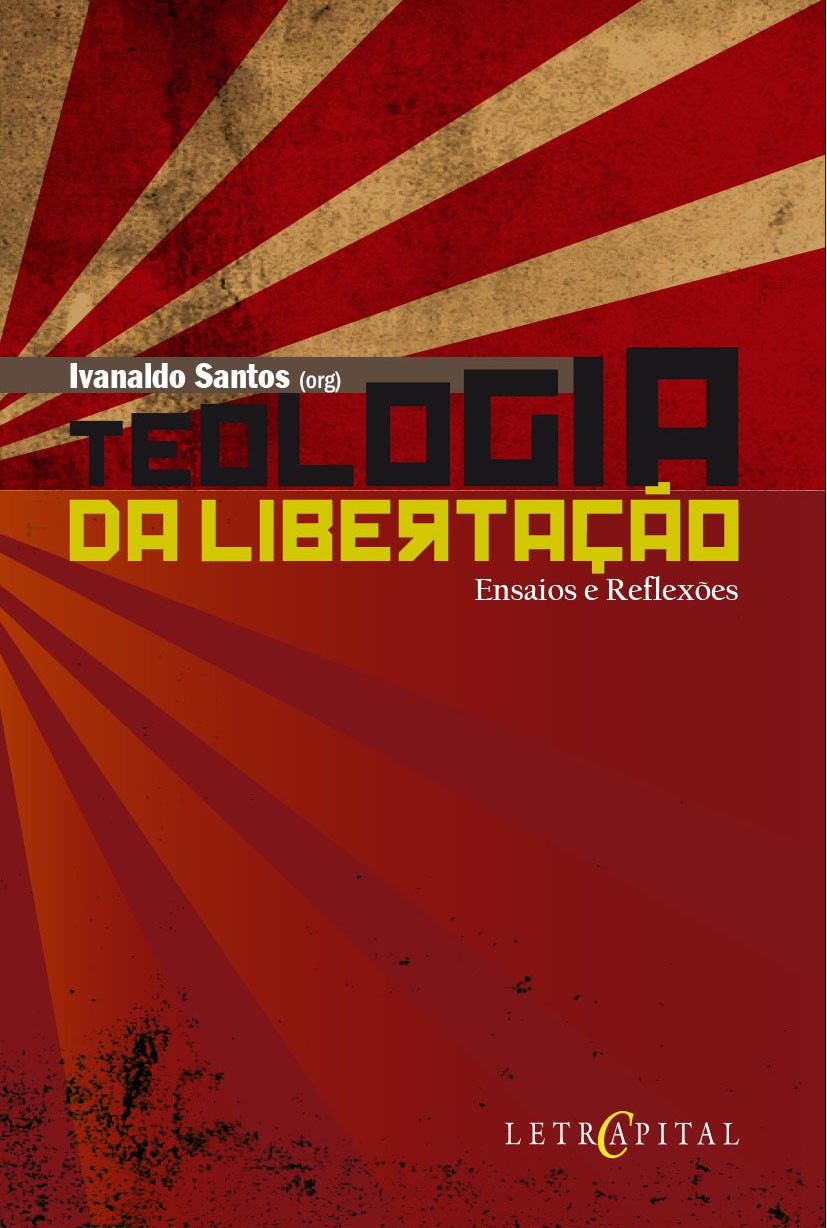 Ivanaldo Santos (org)
TEOLOGIA
DA LIBERTAÇÃO
Ensaios e Reflexões
LETRACAPITAL